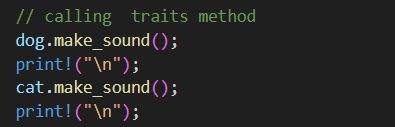 // calling  traits method
dog.make_sound();
print!("\n");
cat.make_sound();
print!("\n");